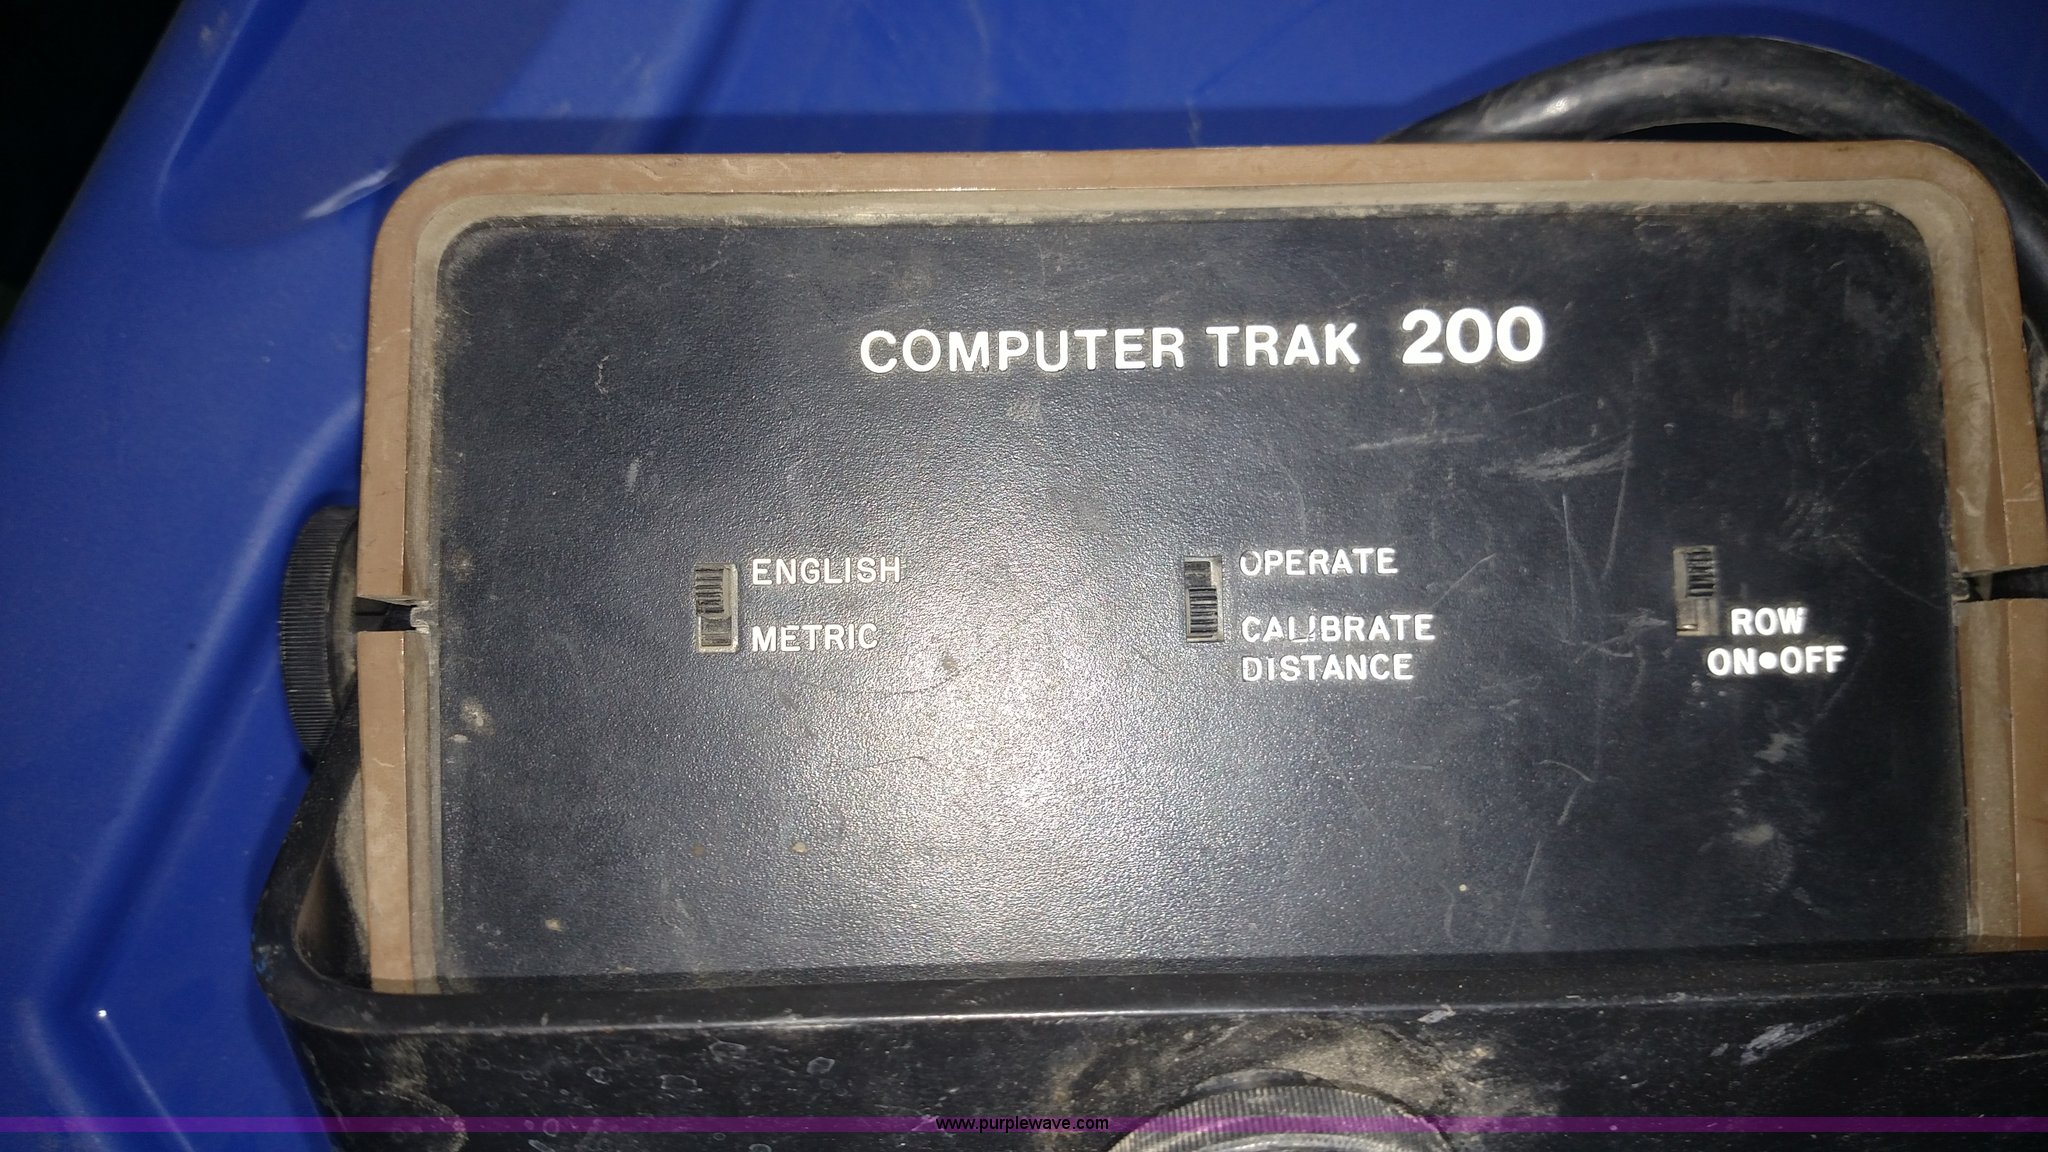 COMPUTER TRAK 200
ENGLISH
METRIC
OPERATE
CALIBRATE
DISTANCE
ROW
ON•OFF
www.purplewave.com